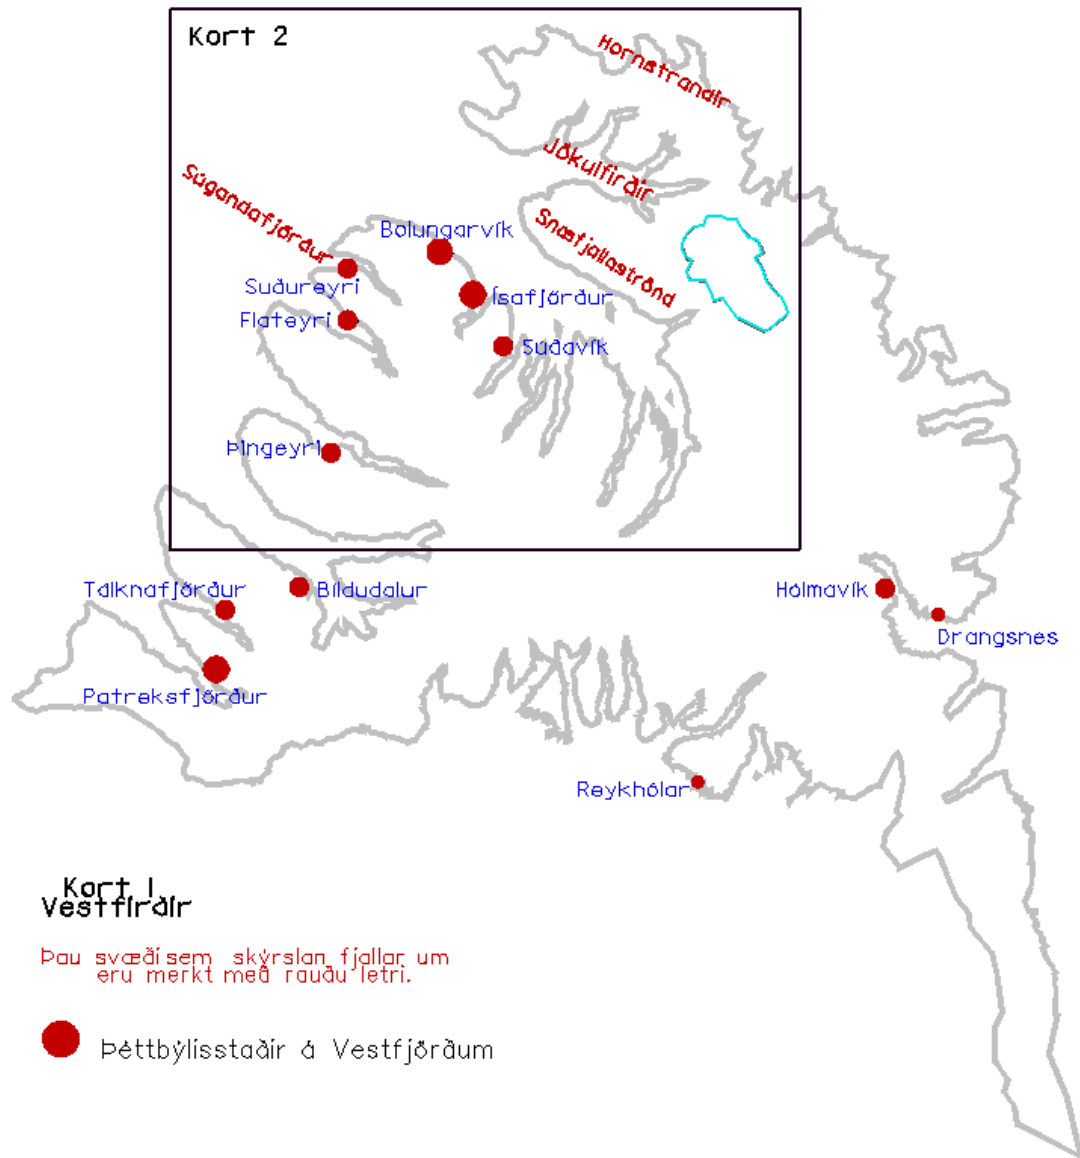 Kort 2
Hornstrandir
Jökulfirðir
Súgandafjörður
Snæfjallaströnd
Bolungarvík
Suðureyri
Ísafjörður
Flateyri
Súðavík
Þingeyri
Tálknafjörður
Bíldudalur
Hólmavík
Drangsnes
Patreksfjörður
Reykhólar
Kort 1
Vestfirðir
Þau svæði sem skýrslan fjallar um
eru merkt með rauðu letri.
Þéttbýlisstaðir á Vestfjörðum